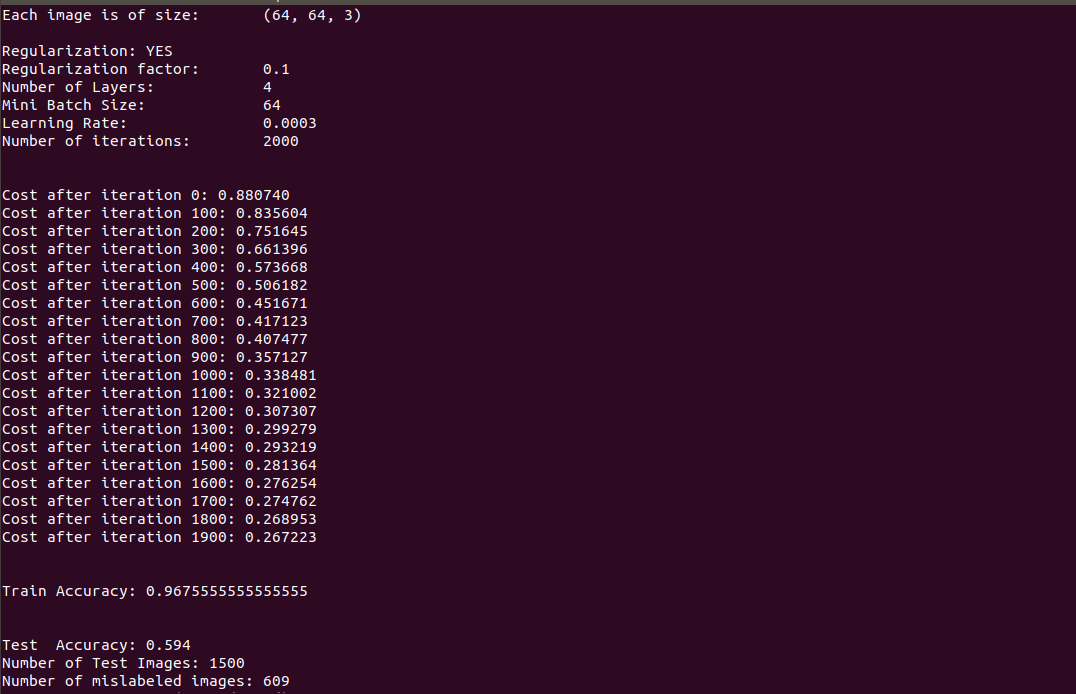 Each image is of size: (64, 64, 3)
Regularization: YES
Regularization factor: 0.1
Number of Layers: 4
Mini Batch Size: 64
Learning Rate: 0.0003
Number of iterations: 2000
Cost after iteration 0: 0.880740
Cost after iteration 100: 0.835604
Cost after iteration 200: 0.751645
Cost after iteration 300: 0.661396
Cost after iteration 400: 0.573668
Cost after iteration 500: 0.506182
Cost after iteration 600: 0.451671
Cost after iteration 700: 0.417123
Cost after iteration 800: 0.407477
Cost after iteration 900: 0.357127
Cost after iteration 1000: 0.338481
Cost after iteration 1100: 0.321002
Cost after iteration 1200: 0.307307
Cost after iteration 1300: 0.299279
Cost after iteration 1400: 0.293219
Cost after iteration 1500: 0.281364
Cost after iteration 1600: 0.276254
Cost after iteration 1700: 0.274762
Cost after iteration 1800: 0.268953
Cost after iteration 1900: 0.267223
Train Accuracy: 0.9675555555555555
Test  Accuracy: 0.594
Number of Test Images: 1500
Number of mislabeled images: 609